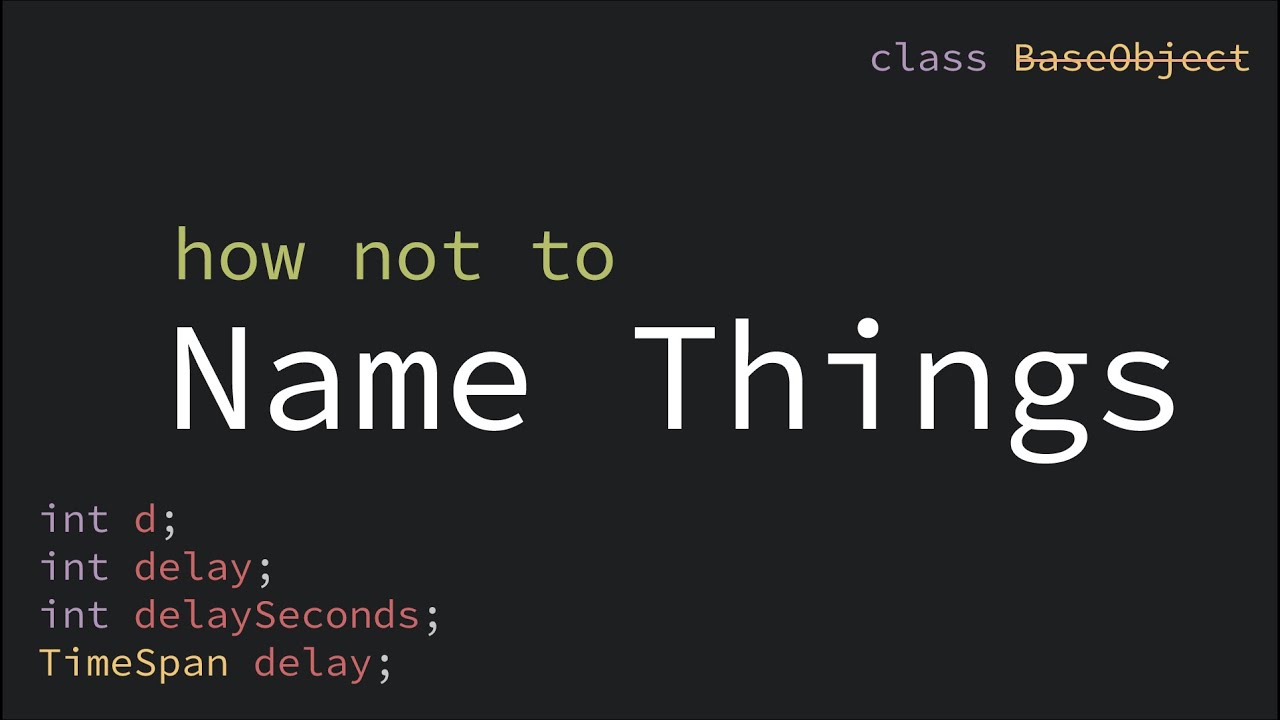 class BaseObject
how not to
Name Things
int d;
int delay;
int delaySeconds;
TimeSpan delay;